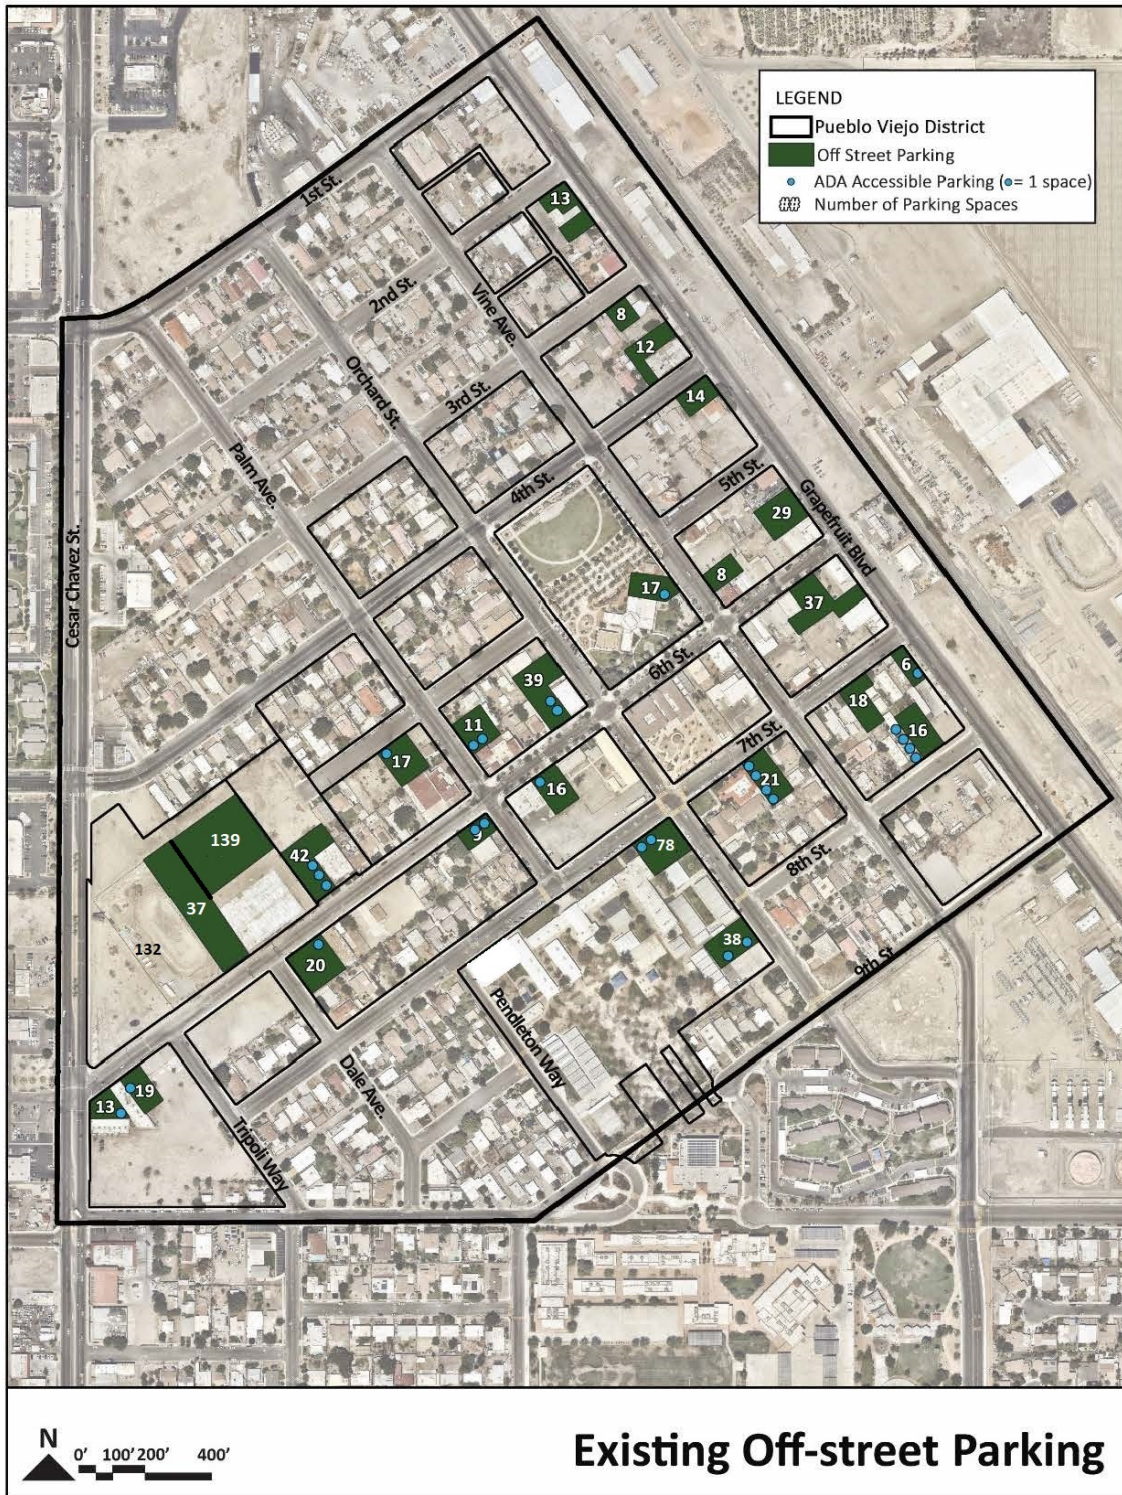 LEGEND
Pueblo Viejo District
Off Street Parking
ADA Accessible Parking (= 1 space)
## Number of Parking Spaces
1st St.
13
2nd St.
Vine Ave.
8
12
Orchard St.
3rd St.
14
Palm Ave.
4th St.
5th St.
Grapefruit Blvd
29
Cesar Chavez St.
8
17
37
6th St.
39
6
18
11
16
7th St.
17
16
21
9
139
42
78
8th St.
37
38
132
20
9th St
Pendleton Way
Dale Ave.
19
13
Tripoli Way
N
0' 100' 200' 400'
Existing Off-street Parking